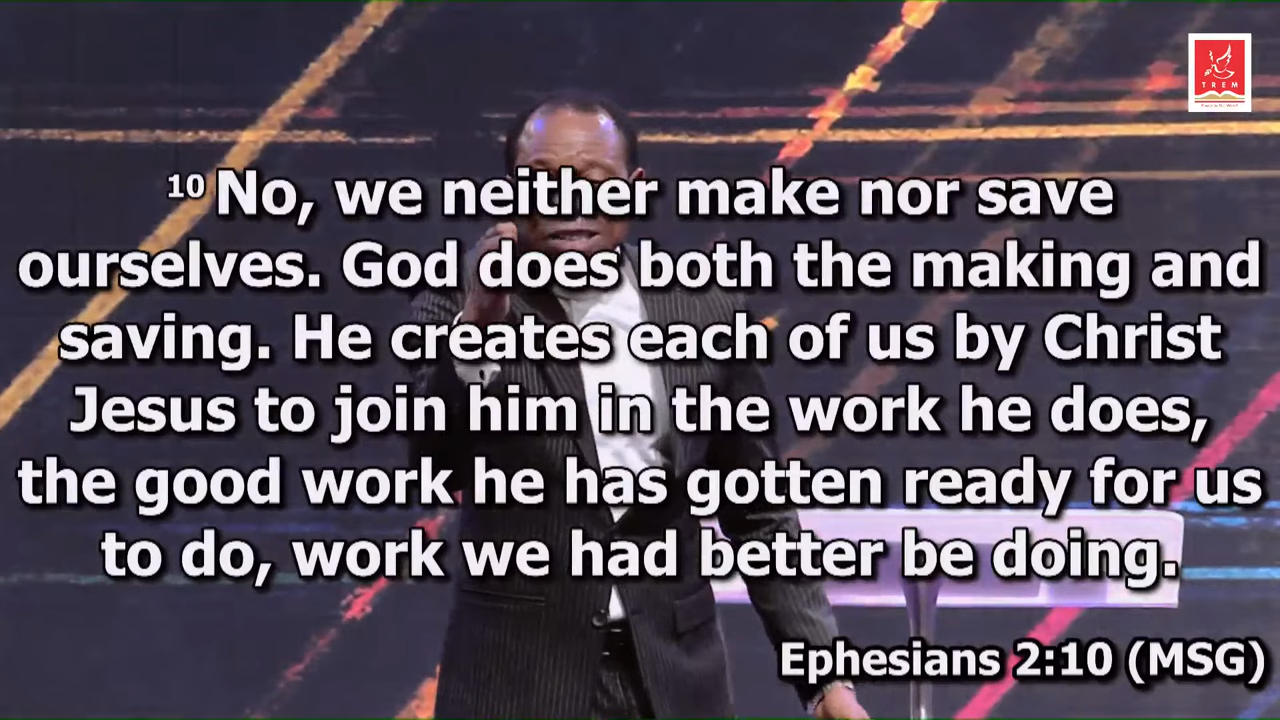 TREM
10 No, we neither make nor save
ourselves. God does both the making and
saving. He creates each of us by Christ
Jesus to join him in the work he does,
the good work he has gotten ready for us
to do, work we had better be doing.
Ephesians 2:10 (MSG)